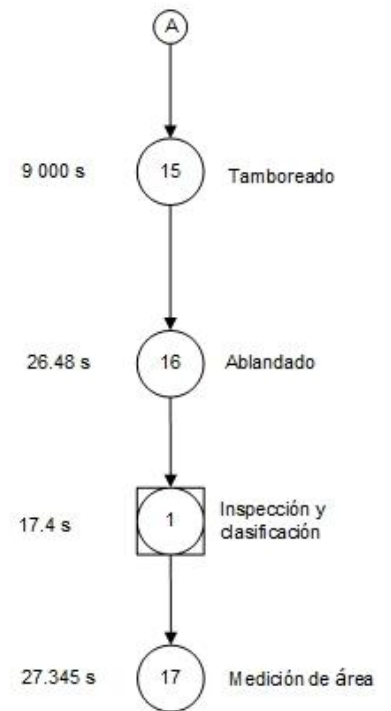 A
9 000 s
15
Tamboreado
26.48 s
16
Ablandado
17.4 s
1
Inspección y
clasificación
27.345 s
17
Medición de área